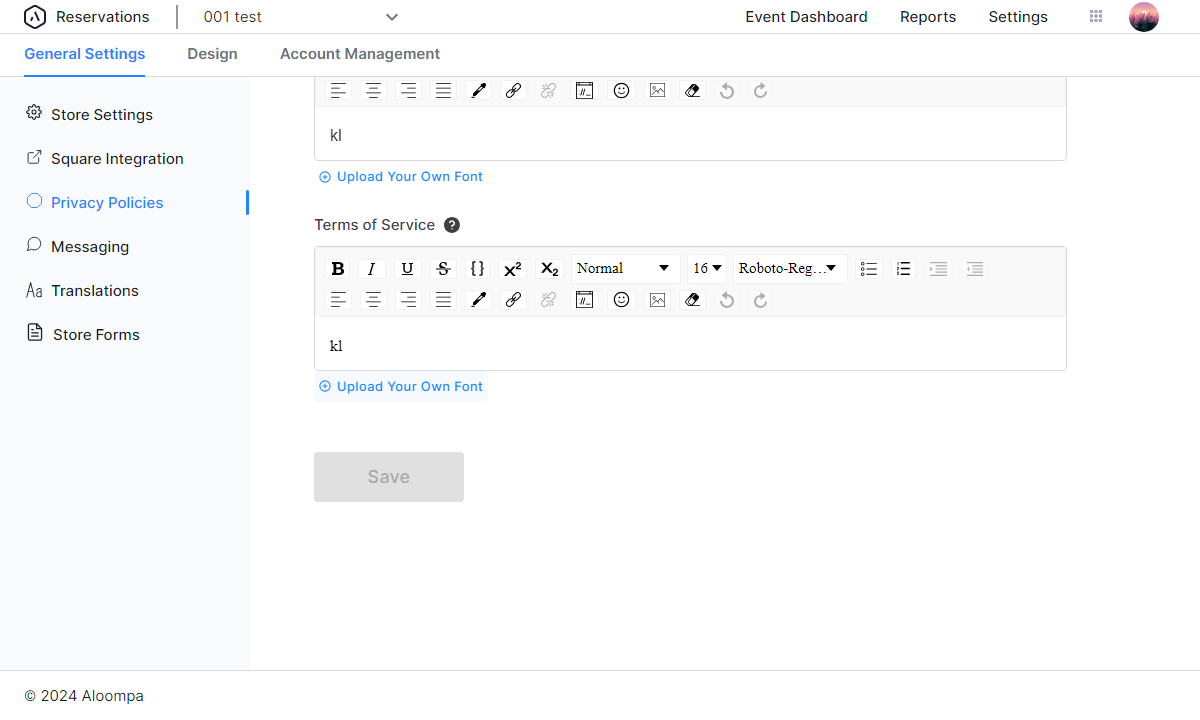 Reservations
001 test
Event Dashboard
Reports
Settings
General Settings
Design
Account Management
Store Settings
Square Integration
Privacy Policies
Messaging
Aa Translations
Store Forms
kl
Upload Your Own Font
Terms of Service ?
B I U S {} X² X₂ Normal 16 Roboto-Reg...
kl
Upload Your Own Font
Save
© 2024 Aloompa